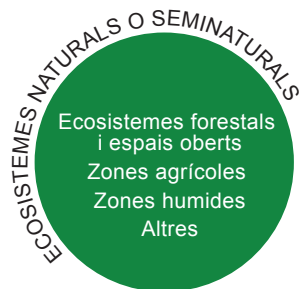 ECOSISTEMES NATURALS O SEMINATURALS
Ecosistemes forestals
i espais oberts
Zones agrícoles
Zones humides
Altres